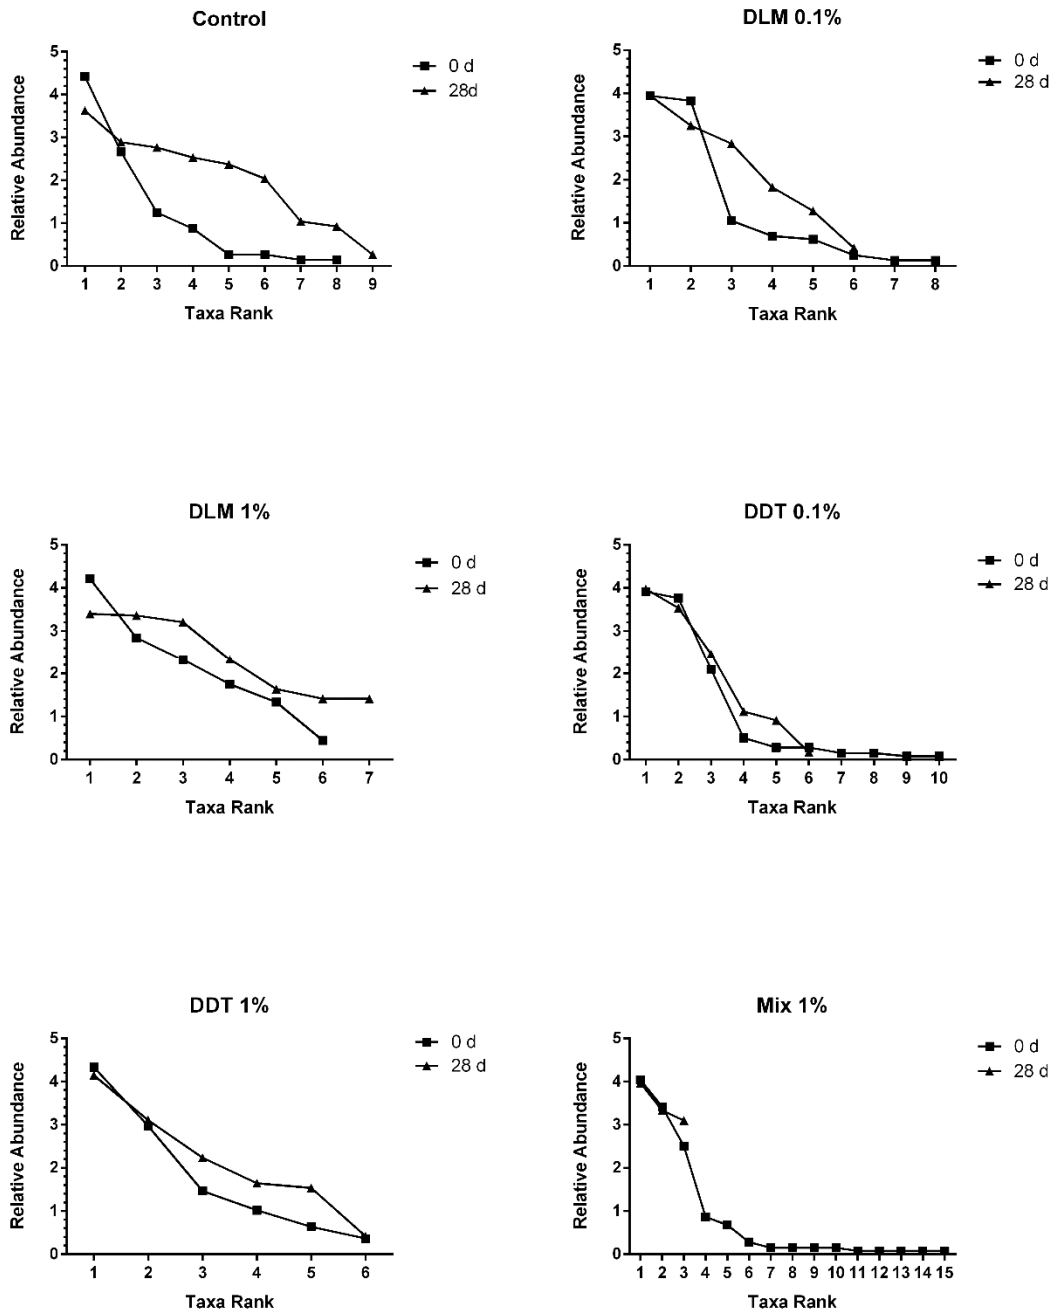 Control
5
4
3
2
1
0
Relative Abundance
1 2 3 4 5 6 7 8 9
Taxa Rank
0 d
28d
DLM 0.1%
5
4
3
2
1
0
Relative Abundance
1 2 3 4 5 6 7 8
Taxa Rank
0 d
28 d
DLM 1%
5
4
3
2
1
0
Relative Abundance
1 2 3 4 5 6 7
Taxa Rank
0 d
28 d
DDT 0.1%
5
4
3
2
1
0
Relative Abundance
1 2 3 4 5 6 7 8 9 10
Taxa Rank
0 d
28 d
DDT 1%
5
4
3
2
1
0
Relative Abundance
1 2 3 4 5 6
Taxa Rank
0 d
28 d
Mix 1%
5
4
3
2
1
0
Relative Abundance
1 2 3 4 5 6 7 8 9 10 11 12 13 14 15
Taxa Rank
0 d
28 d